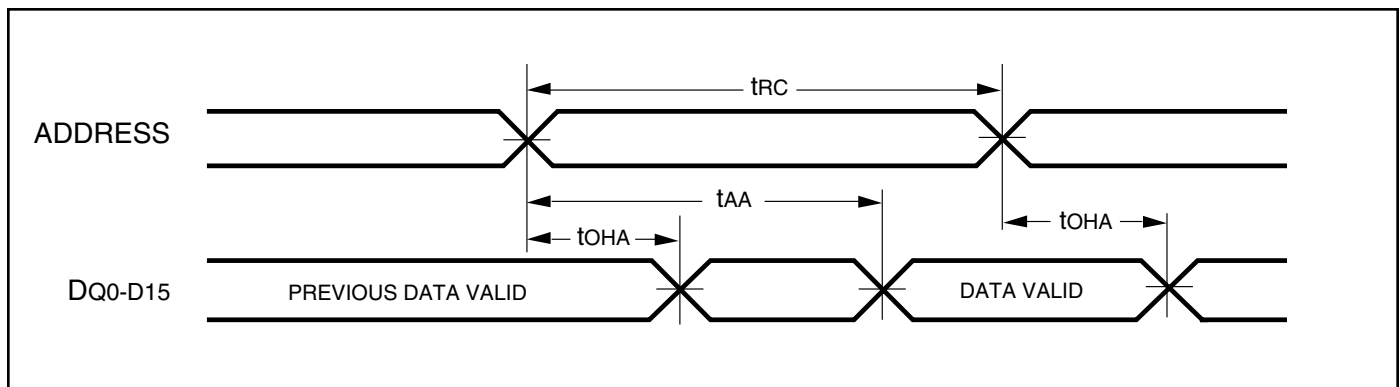 tRC
ADDRESS
tAA
tOHA
tOHA
DQ0-D15
PREVIOUS DATA VALID
DATA VALID